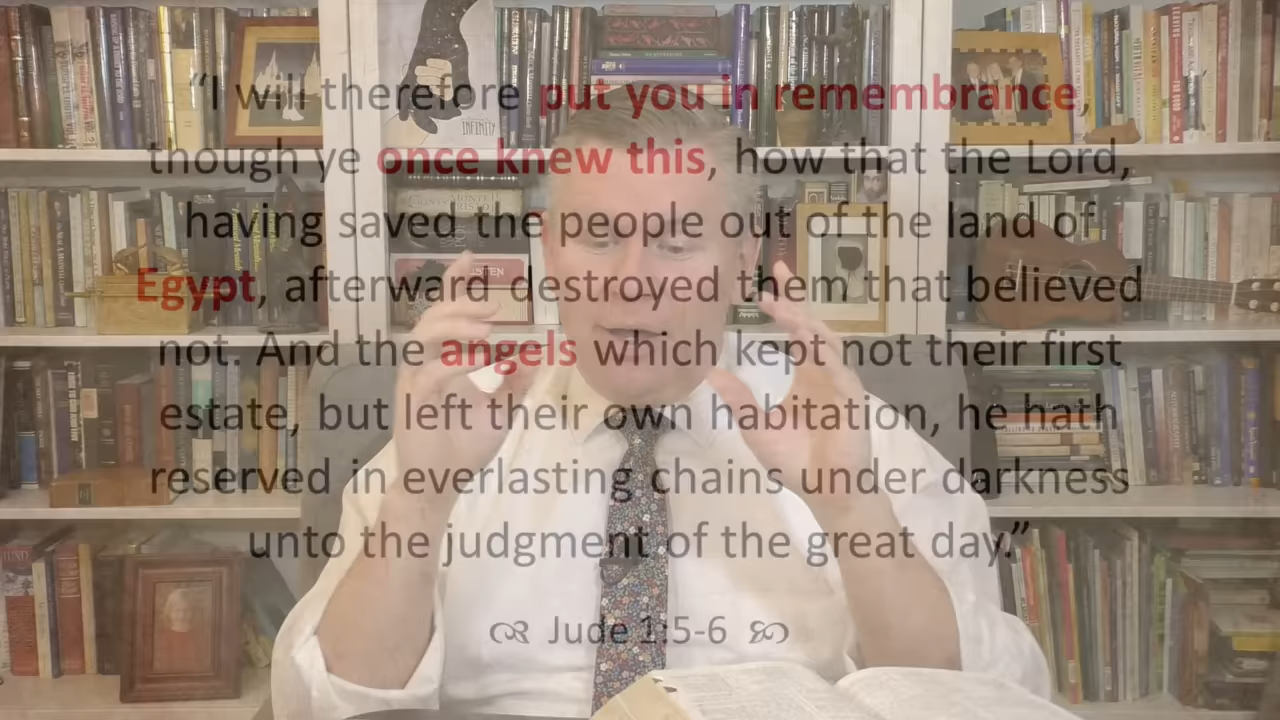 “I will therefore put you in remembrance,
though ye once knew this, how that the Lord,
having saved the people out of the land of
Egypt, afterward destroyed them that believed
not. And the angels which kept not their first
estate, but left their own habitation, he hath
reserved in everlasting chains under darkness
unto the judgment of the great day.”
Jude 1:5-6
INFINITY